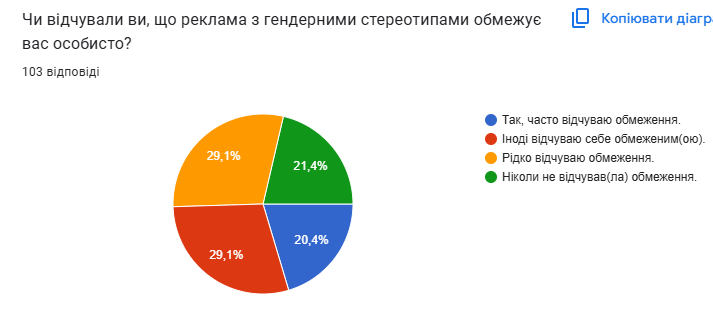 Чи відчували ви, що реклама з гендерними стереотипами обмежує
вас особисто?
Копіювати діагра
103 відповіді
29,1%
21,4%
29,1%
20,4%
Так, часто відчуваю обмеження.
Іноді відчуваю себе обмеженим(ою).
Рідко відчуваю обмеження.
Ніколи не відчував(ла) обмеження.